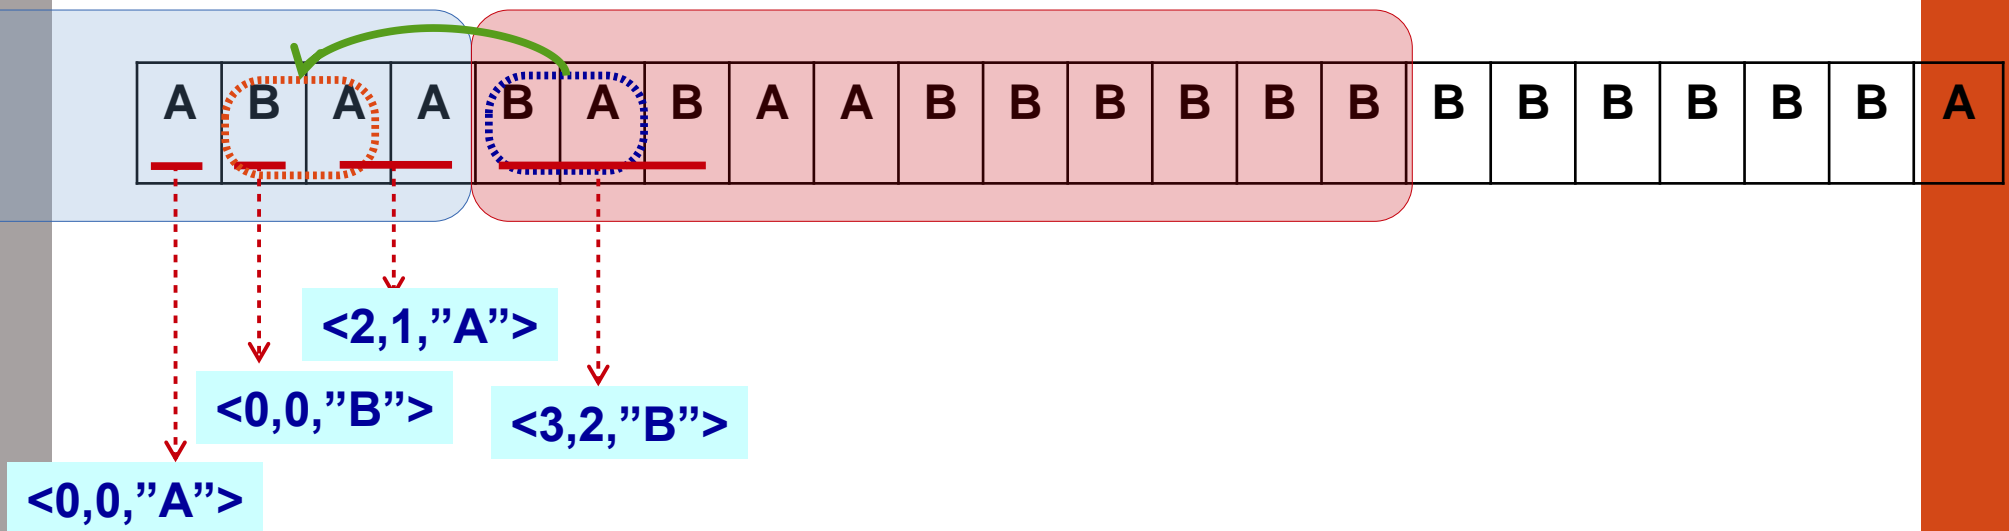 A B A A B A B A A B B B B B B B B B B B B A
<2,1,”A”>
<0,0,”B”>
<3,2,”B”>
<0,0,”A”>